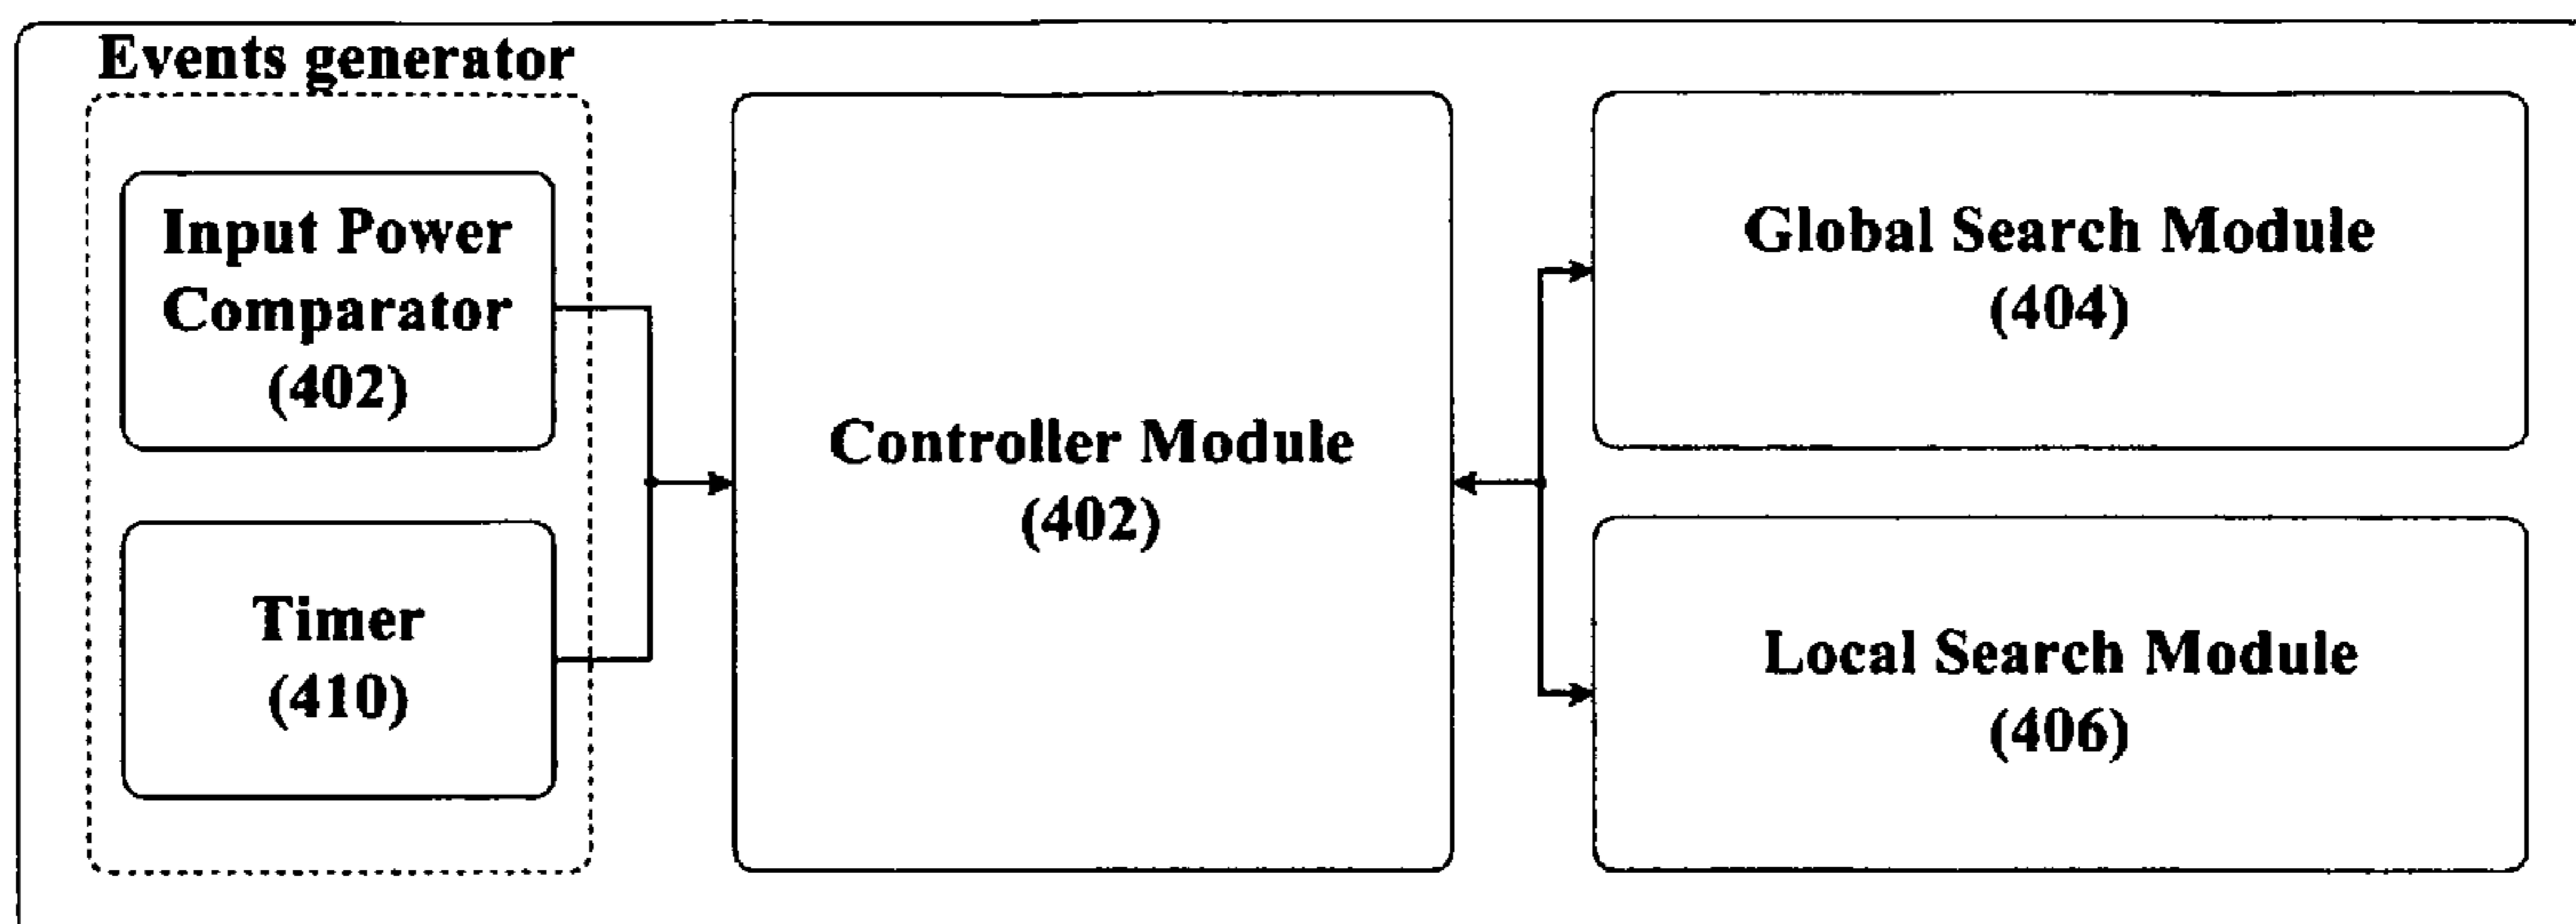 Events generator
Input Power
Comparator
(402)
Timer
(410)
Controller Module
(402)
Global Search Module
(404)
Local Search Module
(406)